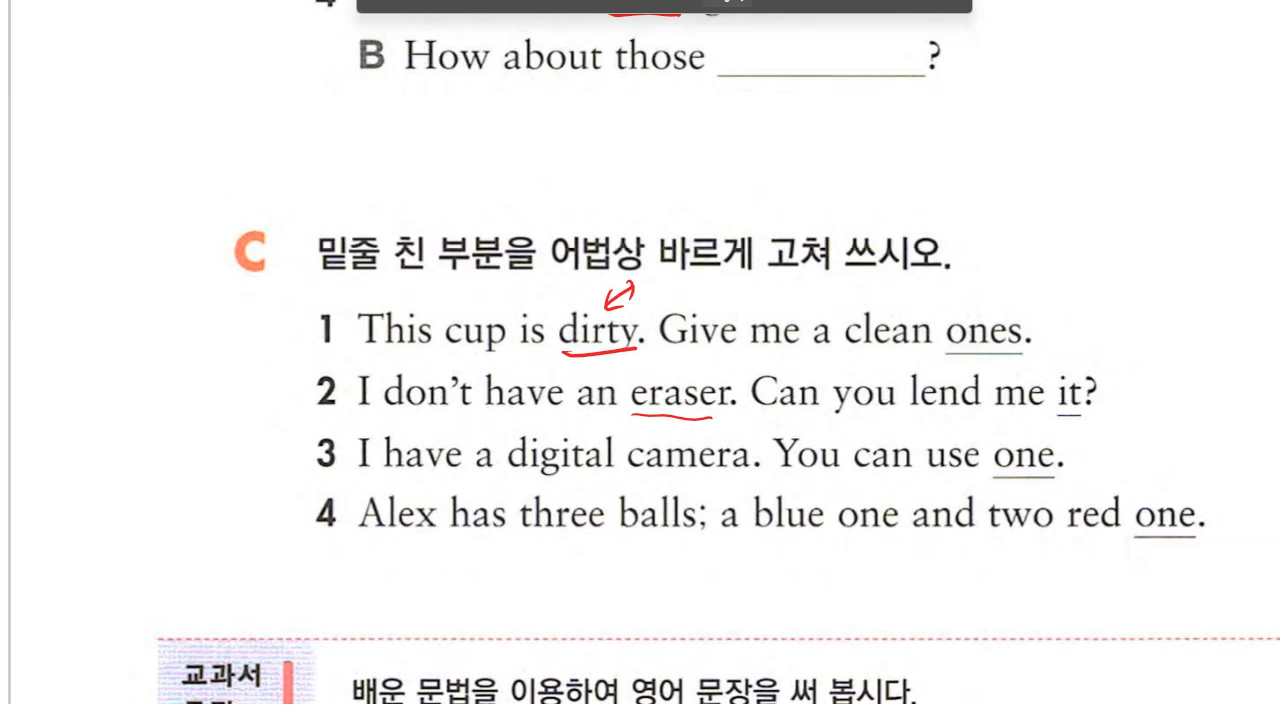 B How about those __________?
C 밑줄 친 부분을 어법상 바르게 고쳐 쓰시오.
1 This cup is dirty. Give me a clean ones.
2 I don't have an eraser. Can you lend me it?
3 I have a digital camera. You can use one.
4 Alex has three balls; a blue one and two red one.
교과서
배운 문법을 이용하여 영어 문장을 써 봅시다.